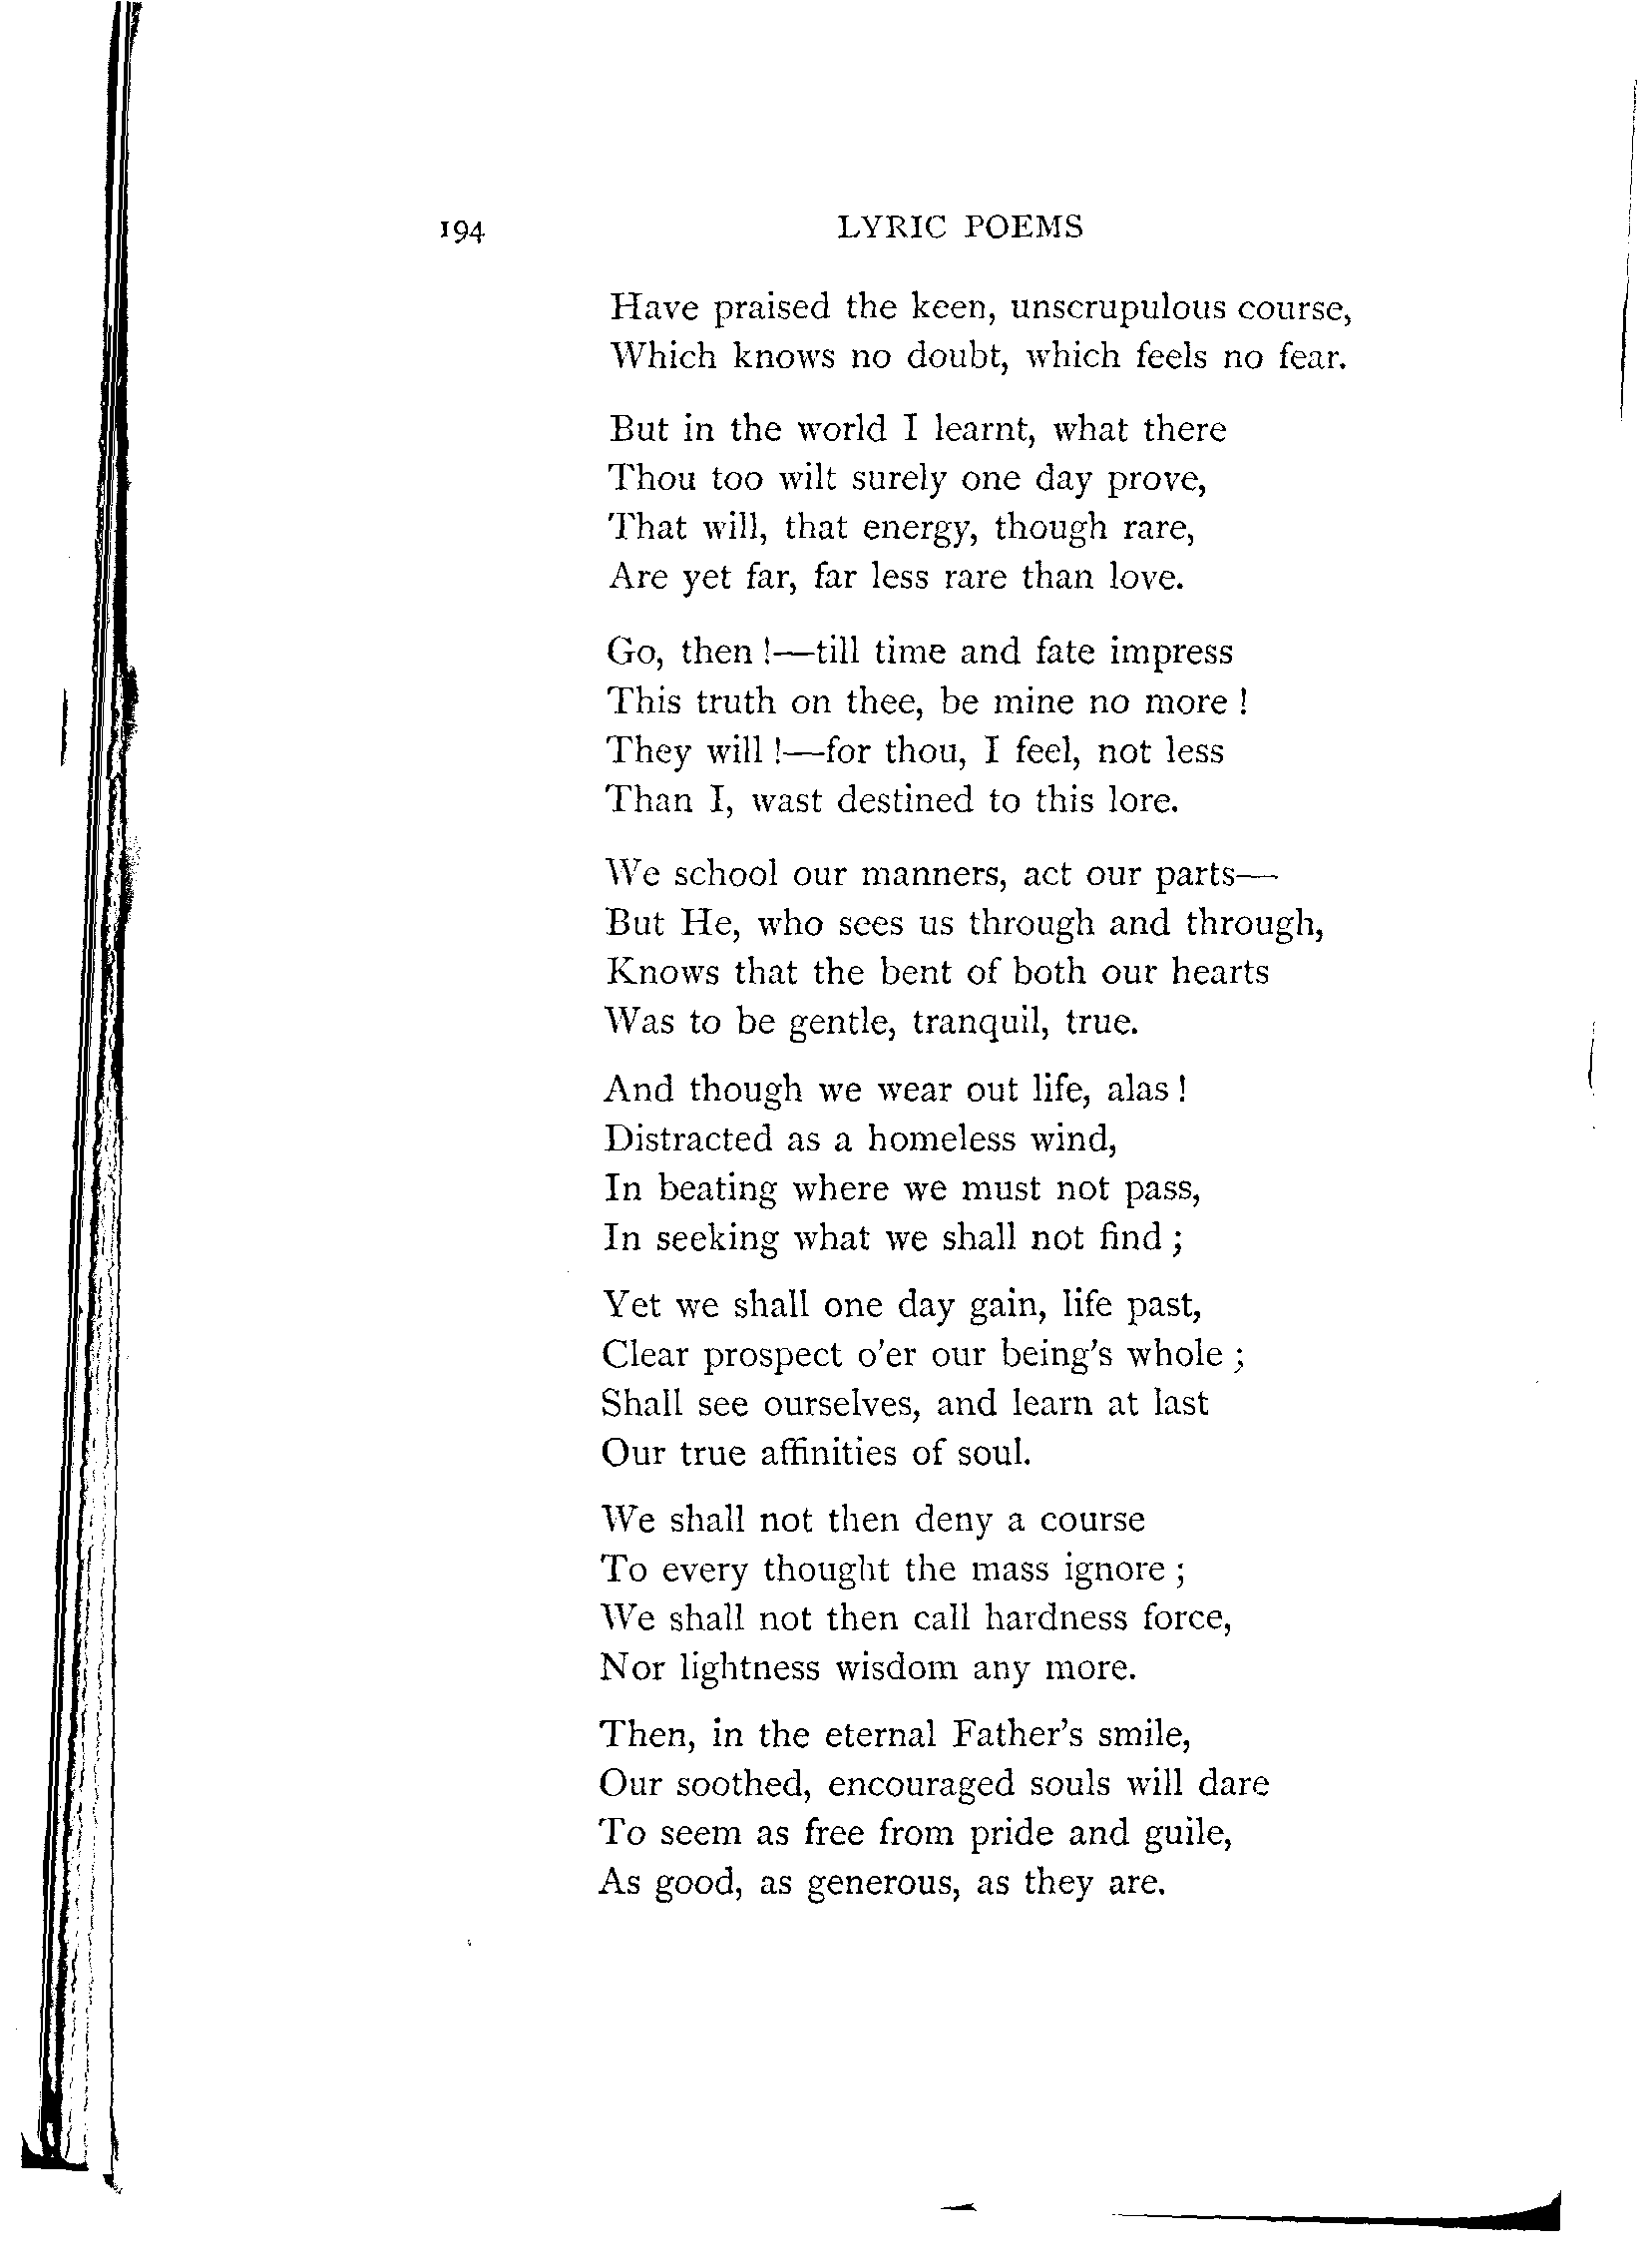 194
LYRIC POEMS
Have praised the keen, unscrupulous course,
Which knows no doubt, which feels no fear.
But in the world I learnt, what there
Thou too wilt surely one day prove,
That will, that energy, though rare,
Are yet far, far less rare than love.
Go, then !—till time and fate impress
This truth on thee, be mine no more !
They will !—for thou, I feel, not less
Than I, wast destined to this lore.
We school our manners, act our parts—
But He, who sees us through and through,
Knows that the bent of both our hearts
Was to be gentle, tranquil, true.
And though we wear out life, alas !
Distracted as a homeless wind,
In beating where we must not pass,
In seeking what we shall not find ;
Yet we shall one day gain, life past,
Clear prospect o'er our being's whole ;
Shall see ourselves, and learn at last
Our true affinities of soul.
We shall not then deny a course
To every thought the mass ignore ;
We shall not then call hardness force,
Nor lightness wisdom any more.
Then, in the eternal Father's smile,
Our soothed, encouraged souls will dare
To seem as free from pride and guile,
As good, as generous, as they are.